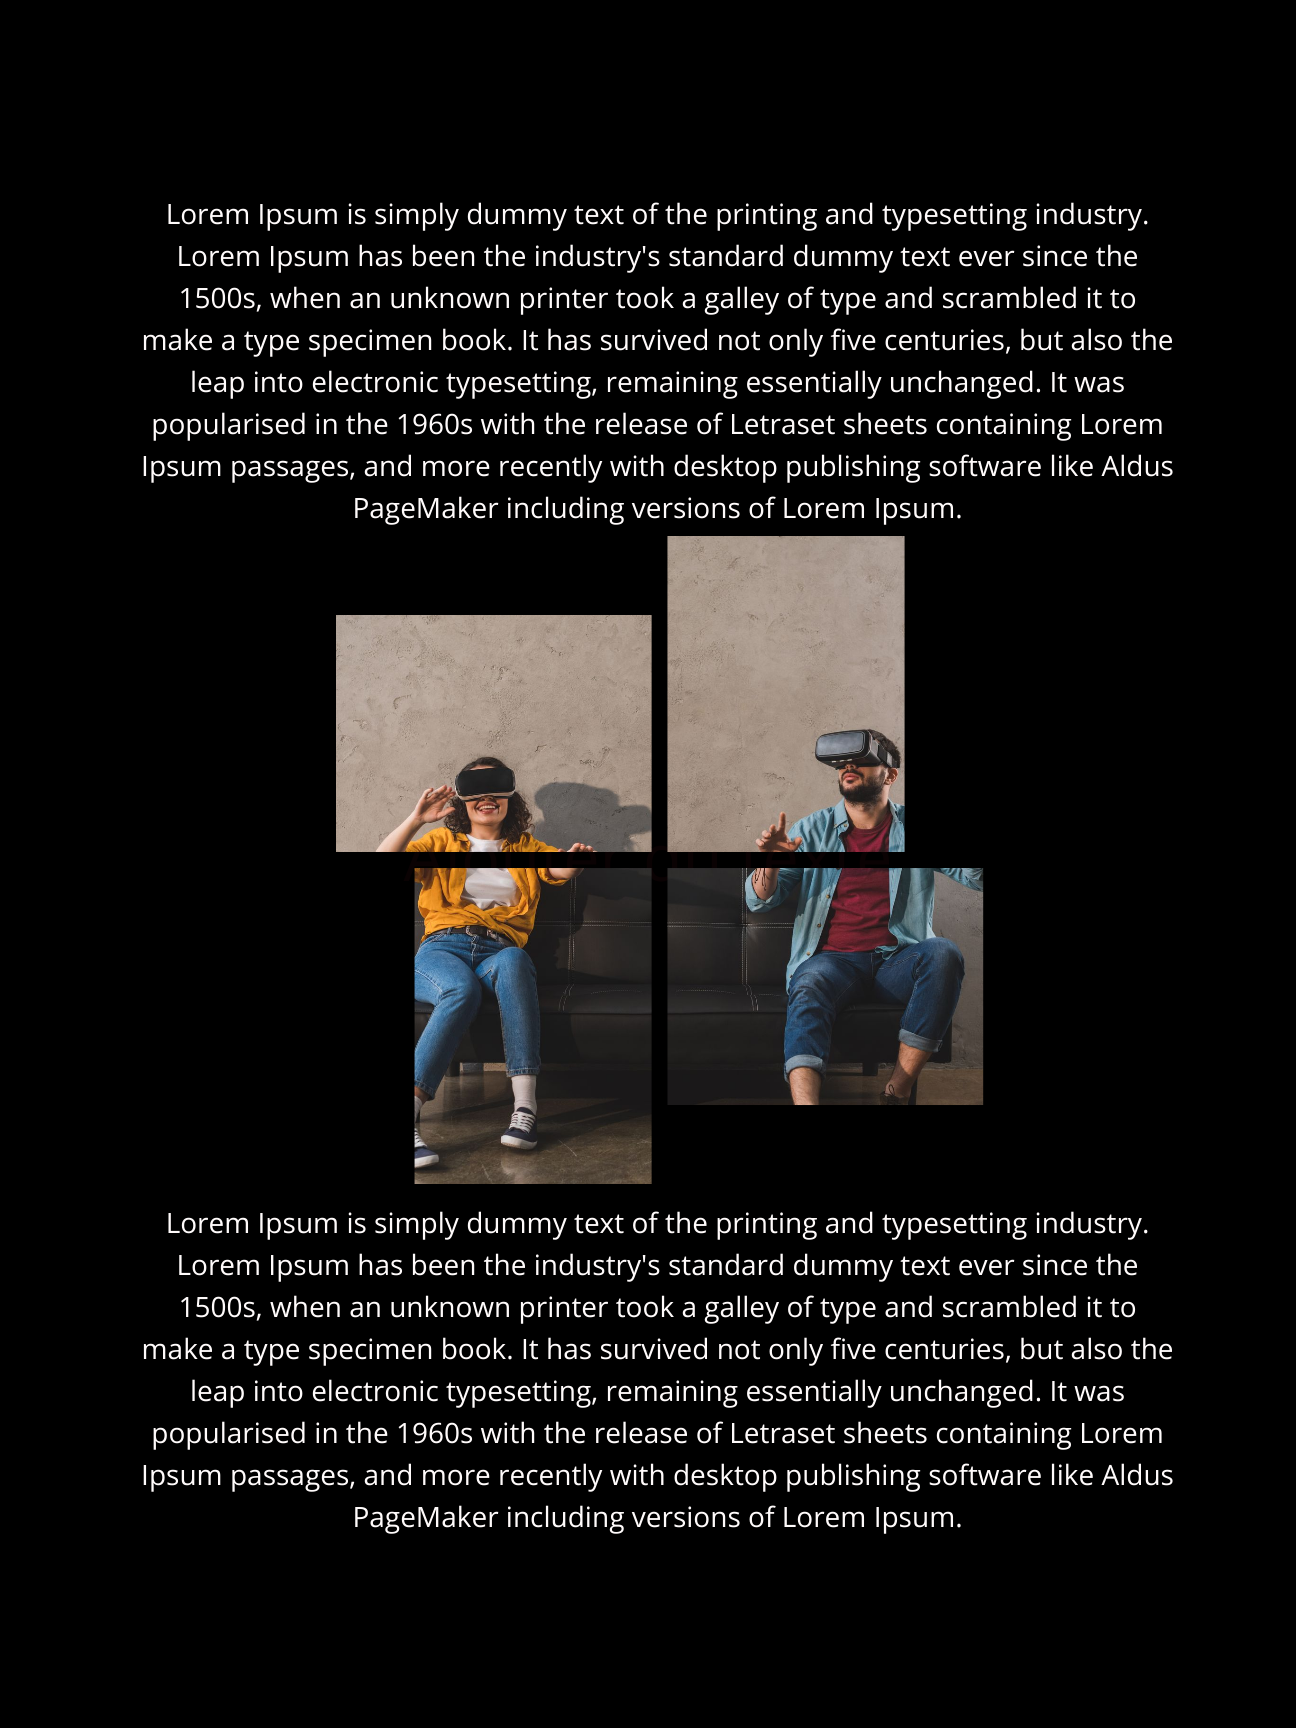 Lorem Ipsum is simply dummy text of the printing and typesetting industry.
Lorem Ipsum has been the industry's standard dummy text ever since the
1500s, when an unknown printer took a galley of type and scrambled it to
make a type specimen book. It has survived not only five centuries, but also the
leap into electronic typesetting, remaining essentially unchanged. It was
popularised in the 1960s with the release of Letraset sheets containing Lorem
Ipsum passages, and more recently with desktop publishing software like Aldus
PageMaker including versions of Lorem Ipsum.
Lorem Ipsum is simply dummy text of the printing and typesetting industry.
Lorem Ipsum has been the industry's standard dummy text ever since the
1500s, when an unknown printer took a galley of type and scrambled it to
make a type specimen book. It has survived not only five centuries, but also the
leap into electronic typesetting, remaining essentially unchanged. It was
popularised in the 1960s with the release of Letraset sheets containing Lorem
Ipsum passages, and more recently with desktop publishing software like Aldus
PageMaker including versions of Lorem Ipsum.